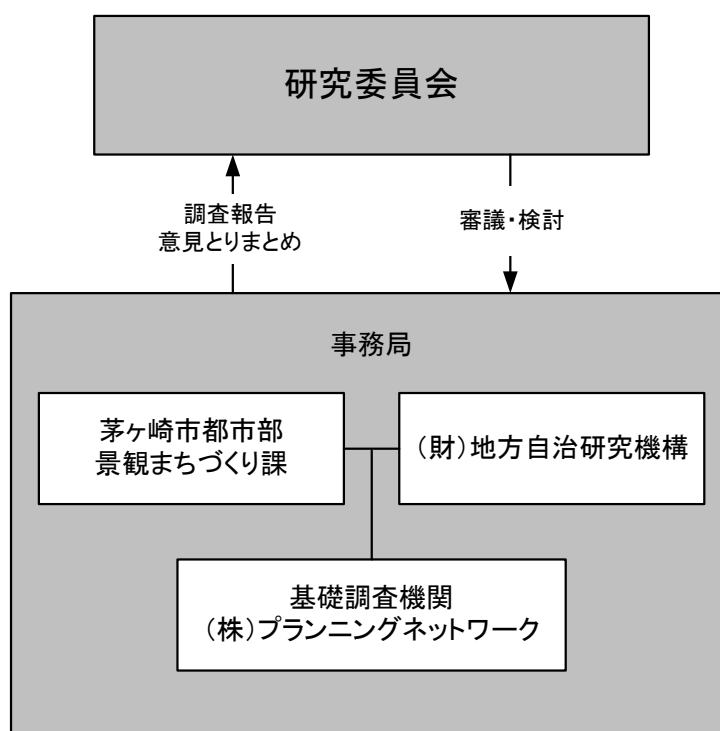 研究委員会
調査報告
意見とりまとめ
審議・検討
事務局
茅ヶ崎市都市部
景観まちづくり課
（財）地方自治研究機構
基礎調査機関
（株）プランニングネットワーク